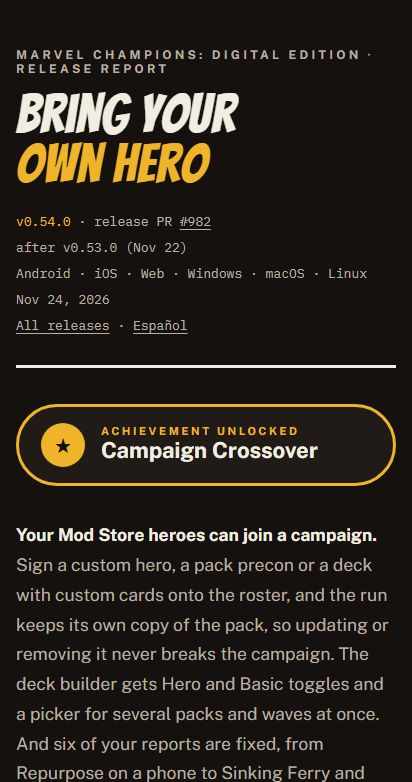 MARVEL CHAMPIONS: DIGITAL EDITION ·
RELEASE REPORT
BRING YOUR
OWN HERO
v0.54.0 · release PR #982
after v0.53.0 (Nov 22)
Android · iOS · Web · Windows · macOS · Linux
Nov 24, 2026
All releases · Español
ACHIEVEMENT UNLOCKED
Campaign Crossover
Your Mod Store heroes can join a campaign.
Sign a custom hero, a pack precon or a deck
with custom cards onto the roster, and the run
keeps its own copy of the pack, so updating or
removing it never breaks the campaign. The
deck builder gets Hero and Basic toggles and
a picker for several packs and waves at once.
And six of your reports are fixed, from
Repurpose on a phone to Sinking Ferry and